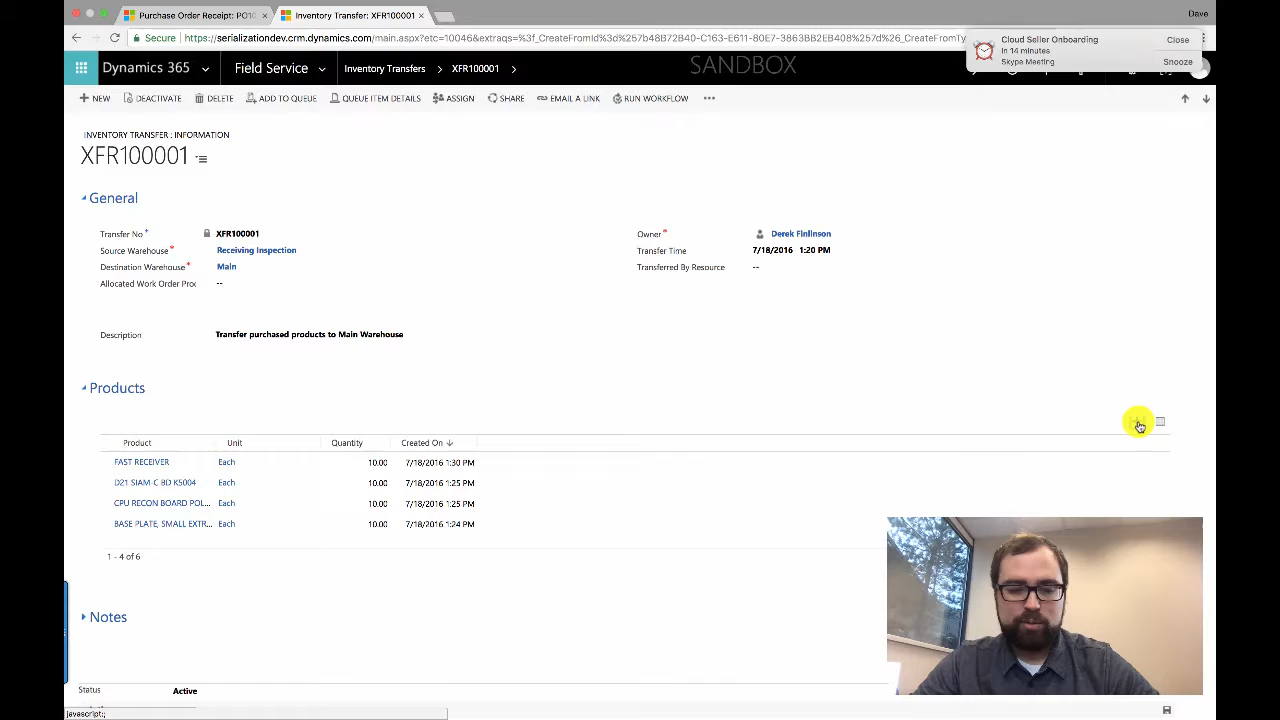 Purchase Order Receipt: PO10 ×
Inventory Transfer: XFR100001 ×
Dave
Secure
https://serializationdev.crm.dynamics.com/main.aspx?etc=10046&extraqs=%3f_CreateFromId%3d%257b48B72B40-C163-E611-80E7-3863BB2EB408%257d%26_CreateFromTy
Cloud Seller Onboarding
In 14 minutes
Skype Meeting
Close
Snooze
Dynamics 365
Field Service
Inventory Transfers
XFR100001
SANDBOX
NEW
DEACTIVATE
DELETE
ADD TO QUEUE
QUEUE ITEM DETAILS
ASSIGN
SHARE
EMAIL A LINK
RUN WORKFLOW
INVENTORY TRANSFER : INFORMATION
XFR100001
General
Transfer No * XFR100001
Owner * Derek Finlinson
Source Warehouse * Receiving Inspection
Transfer Time 7/18/2016 1:20 PM
Destination Warehouse * Main
Transferred By Resource --
Allocated Work Order Proc --
Description Transfer purchased products to Main Warehouse
Products
Product Unit Quantity Created On
FAST RECEIVER Each 10.00 7/18/2016 1:30 PM
D21 SIAM-C BD K5004 Each 10.00 7/18/2016 1:25 PM
CPU RECON BOARD POL... Each 10.00 7/18/2016 1:25 PM
BASE PLATE, SMALL EXTR... Each 10.00 7/18/2016 1:24 PM
1 - 4 of 6
Notes
Status Active
javascript:;